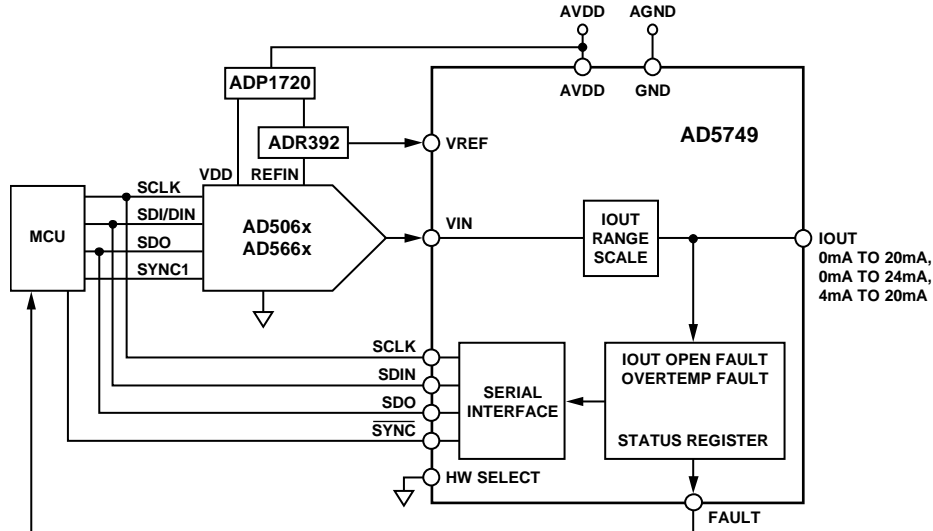 AVDD
AGND
ADP1720
AVDD
GND
ADR392
VREF
AD5749
VDD
REFIN
MCU
SCLK
SDI/DIN
SDO
SYNC1
AD506x
AD566x
VIN
IOUT
RANGE
SCALE
IOUT
0mA TO 20mA,
0mA TO 24mA,
4mA TO 20mA
SCLK
SDIN
SDO
SYNC
SERIAL
INTERFACE
IOUT OPEN FAULT
OVERTEMP FAULT
STATUS REGISTER
HW SELECT
FAULT